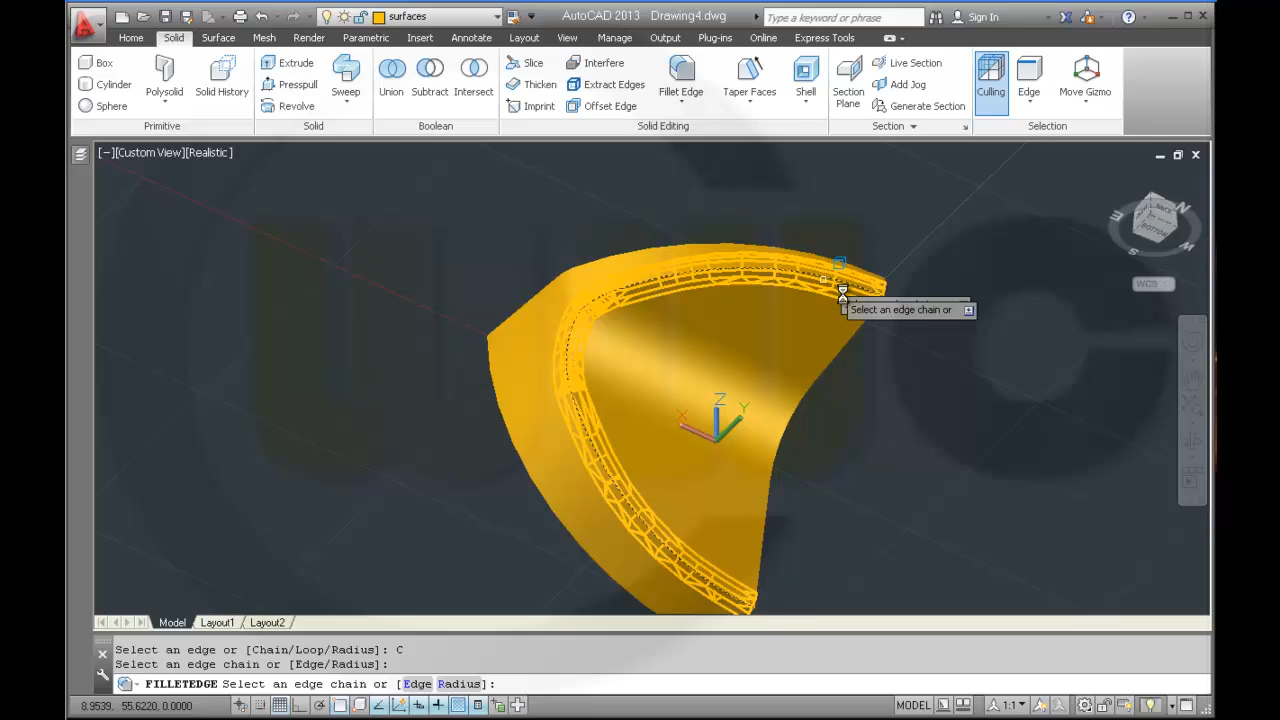 surfaces
AutoCAD 2013 Drawing4.dwg
Type a keyword or phrase
Sign In
Home Solid Surface Mesh Render Parametric Insert Annotate Layout View Manage Output Plug-ins Online Express Tools
Box
Cylinder
Sphere
Polysolid
Solid History
Primitive
Extrude
Presspull
Revolve
Sweep
Solid
Union
Subtract
Intersect
Boolean
Slice
Thicken
Imprint
Interfere
Extract Edges
Offset Edge
Fillet Edge
Taper Faces
Shell
Solid Editing
Section
Plane
Live Section
Add Jog
Generate Section
Section
Culling
Edge
Move Gizmo
Selection
[−][Custom View][Realistic]
BACK
BOTTOM
E
N
S
W
WCS
Select an edge chain or
X
Z
Y
Model Layout1 Layout2
Select an edge or [Chain/Loop/Radius]: C
Select an edge chain or [Edge/Radius]:
FILLETEDGE Select an edge chain or [Edge Radius]:
8.9539, 55.6220, 0.0000
MODEL
1:1